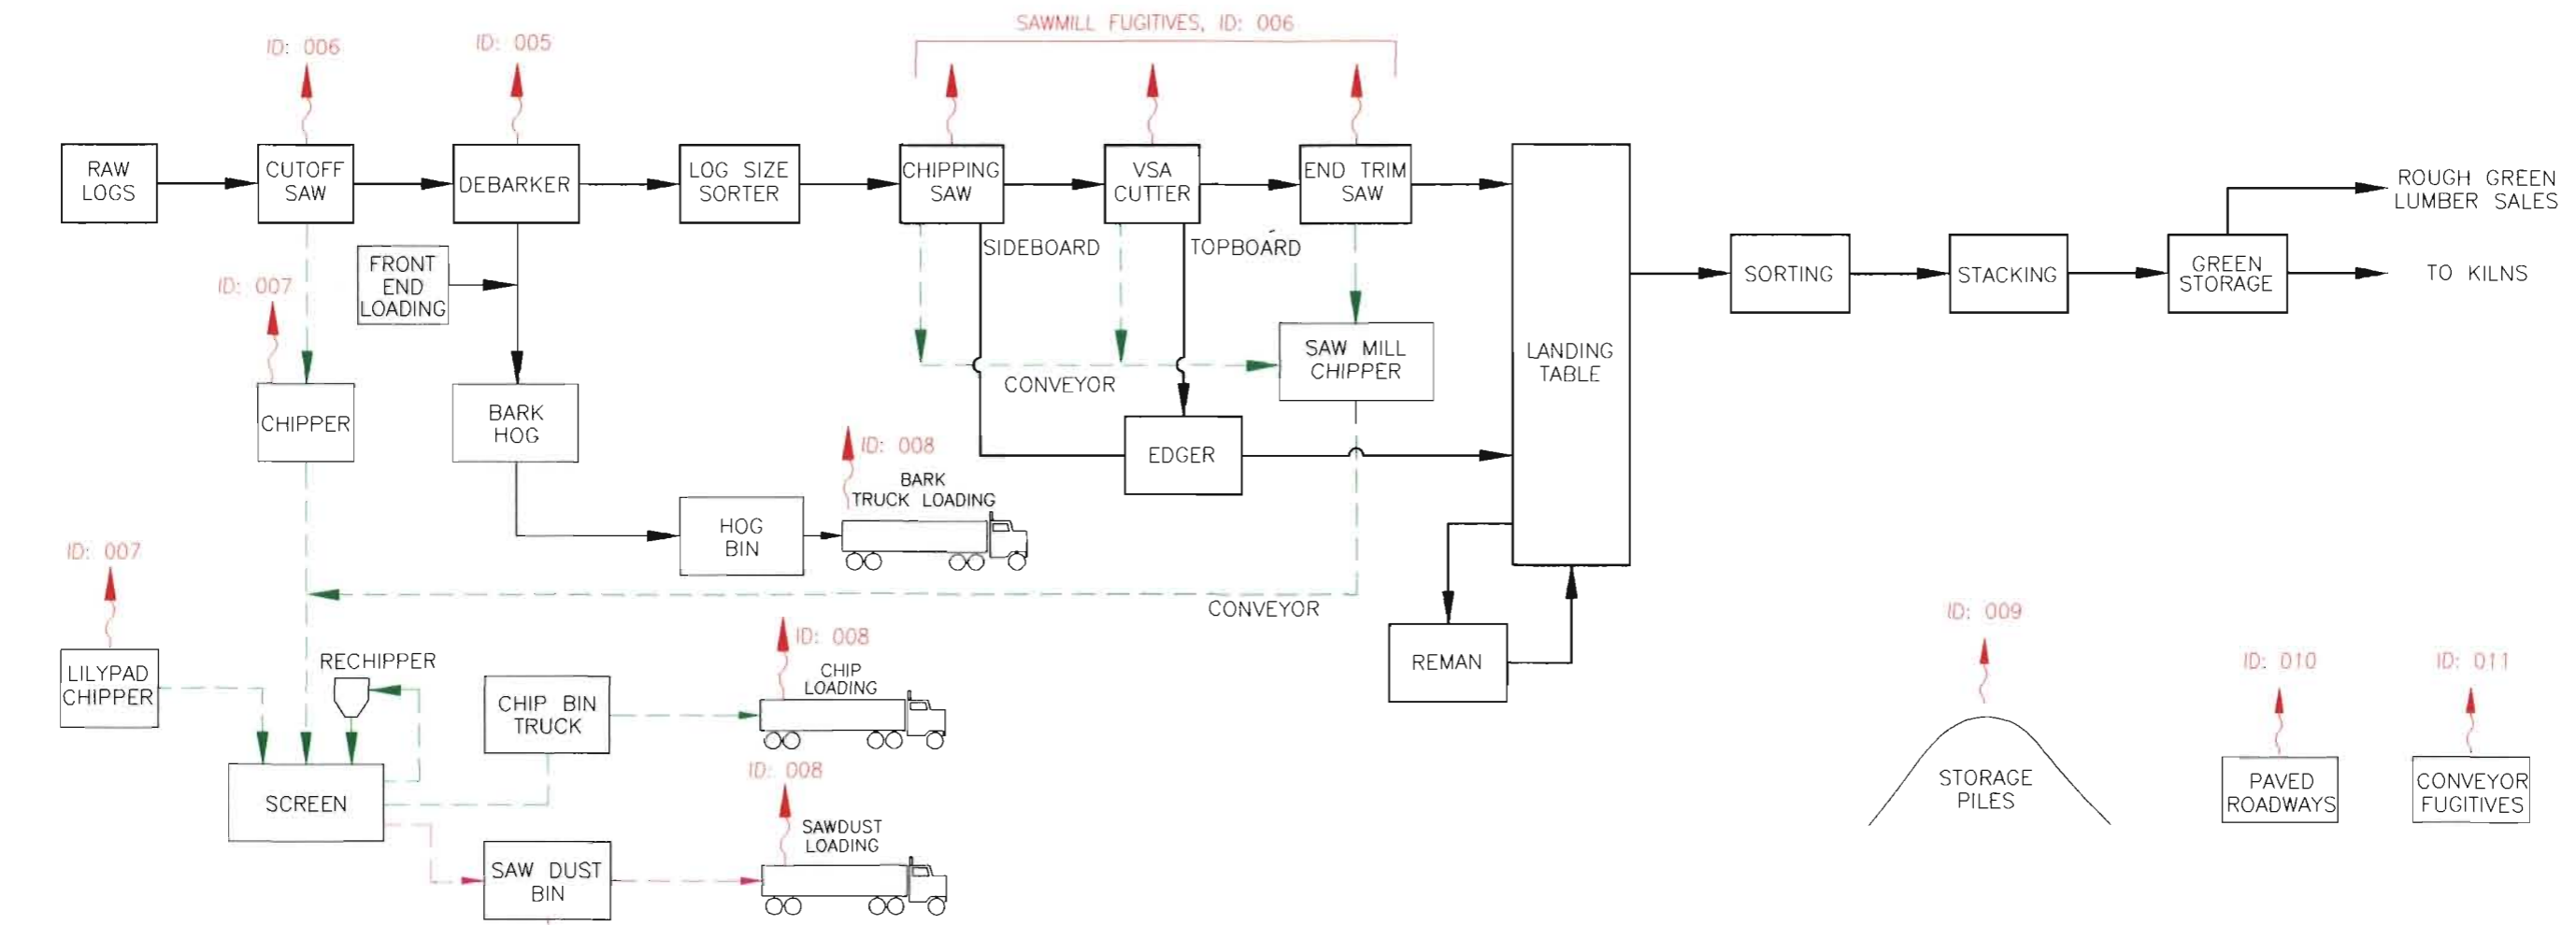 SAWMILL FUGITIVES, ID: 006
ID: 006
ID: 005
RAW
LOGS
CUTOFF
SAW
DEBARKER
LOG SIZE
SORTER
CHIPPING
SAW
VSA
CUTTER
END TRIM
SAW
ROUGH GREEN
LUMBER SALES
SIDEBOARD
TOPBOARD
FRONT
END
LOADING
ID: 007
SORTING
STACKING
GREEN
STORAGE
TO KILNS
SAW MILL
CHIPPER
LANDING
TABLE
CONVEYOR
CHIPPER
BARK
HOG
EDGER
ID: 008
BARK
TRUCK LOADING
HOG
BIN
ID: 007
CONVEYOR
ID: 009
ID: 008
LILYPAD
CHIPPER
RECHIPPER
CHIP
LOADING
REMAN
ID: 010
ID: 011
CHIP BIN
TRUCK
ID: 008
SCREEN
STORAGE
PILES
PAVED
ROADWAYS
CONVEYOR
FUGITIVES
SAWDUST
LOADING
SAW DUST
BIN